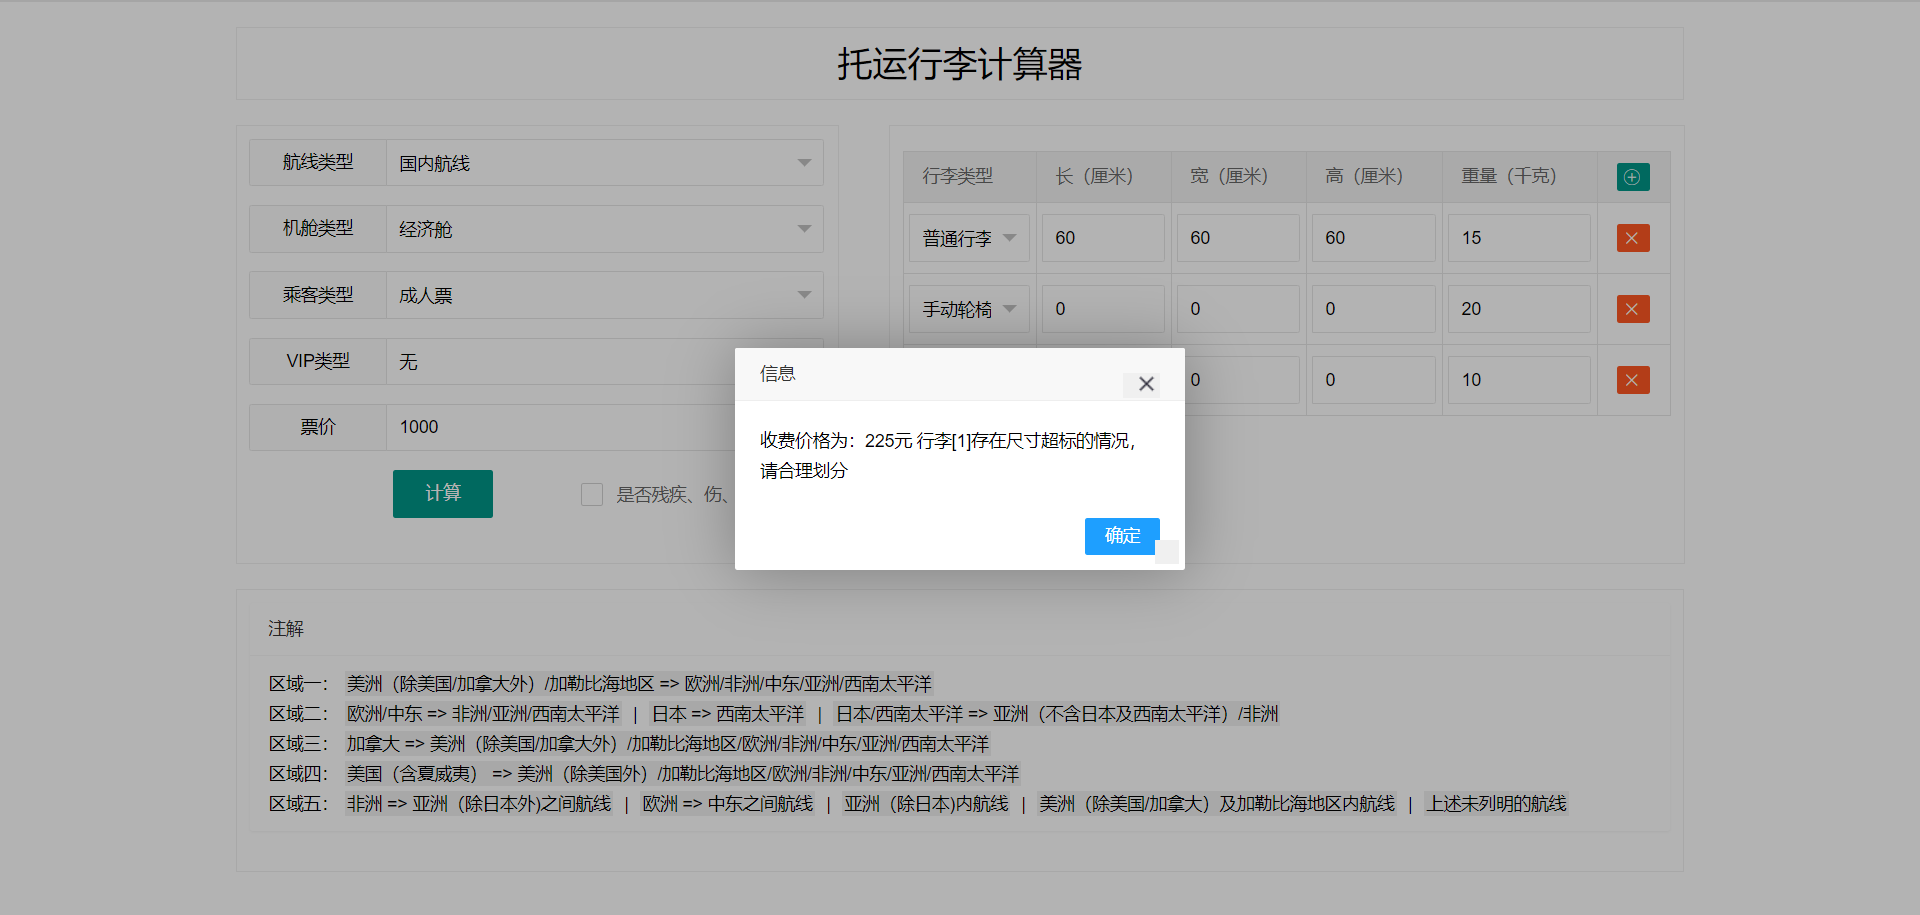 托运行李计算器
航线类型 国内航线
机舱类型 经济舱
乘客类型 成人票
VIP类型 无
票价 1000
计算 是否残疾、伤、
行李类型 长（厘米） 宽（厘米） 高（厘米） 重量（千克）
普通行李 60 60 60 15
手动轮椅 0 0 0 20
0 0 10
信息
收费价格为：225元 行李[1]存在尺寸超标的情况，
请合理划分
确定
注解
区域一： 美洲（除美国/加拿大外）/加勒比海地区 => 欧洲/非洲/中东/亚洲/西南太平洋
区域二： 欧洲/中东 => 非洲/亚洲/西南太平洋 | 日本 => 西南太平洋 | 日本/西南太平洋 => 亚洲（不含日本及西南太平洋）/非洲
区域三： 加拿大 => 美洲（除美国/加拿大外）/加勒比海地区/欧洲/非洲/中东/亚洲/西南太平洋
区域四： 美国（含夏威夷） => 美洲（除美国外）/加勒比海地区/欧洲/非洲/中东/亚洲/西南太平洋
区域五： 非洲 => 亚洲（除日本外)之间航线 | 欧洲 => 中东之间航线 | 亚洲（除日本)内航线 | 美洲（除美国/加拿大）及加勒比海地区内航线 | 上述未列明的航线